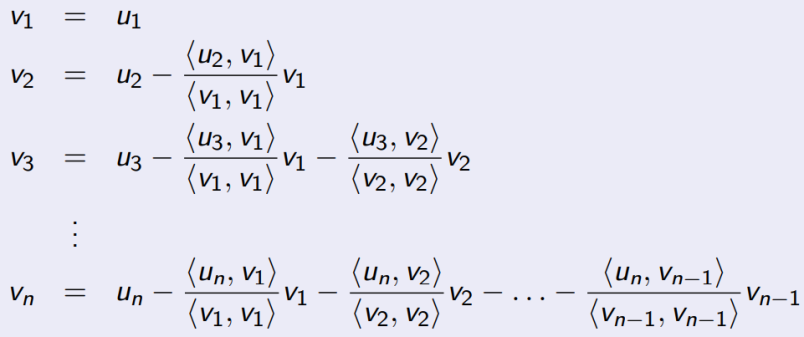 v₁ = u₁
v₂ = u₂ − ⟨u₂, v₁⟩/⟨v₁, v₁⟩ v₁
v₃ = u₃ − ⟨u₃, v₁⟩/⟨v₁, v₁⟩ v₁ − ⟨u₃, v₂⟩/⟨v₂, v₂⟩ v₂
⋮
vₙ = uₙ − ⟨uₙ, v₁⟩/⟨v₁, v₁⟩ v₁ − ⟨uₙ, v₂⟩/⟨v₂, v₂⟩ v₂ − … − ⟨uₙ, vₙ₋₁⟩/⟨vₙ₋₁, vₙ₋₁⟩ vₙ₋₁